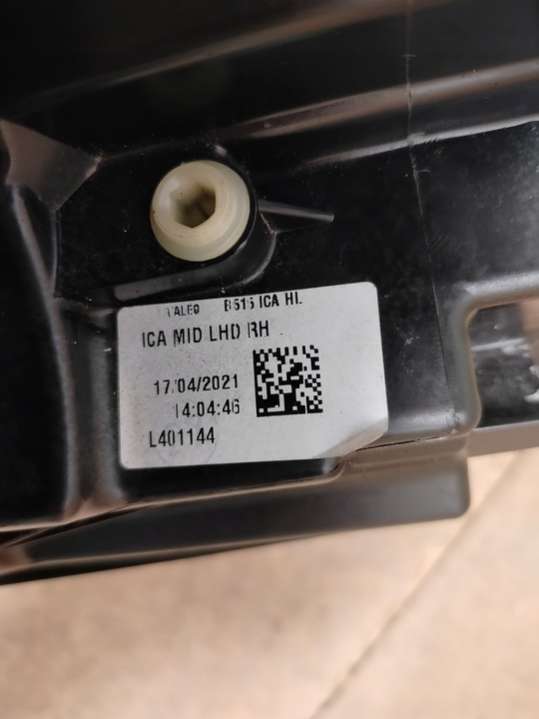 B515 ICA HL
ICA MID LHD RH
17/04/2021
14:04:46
L401144